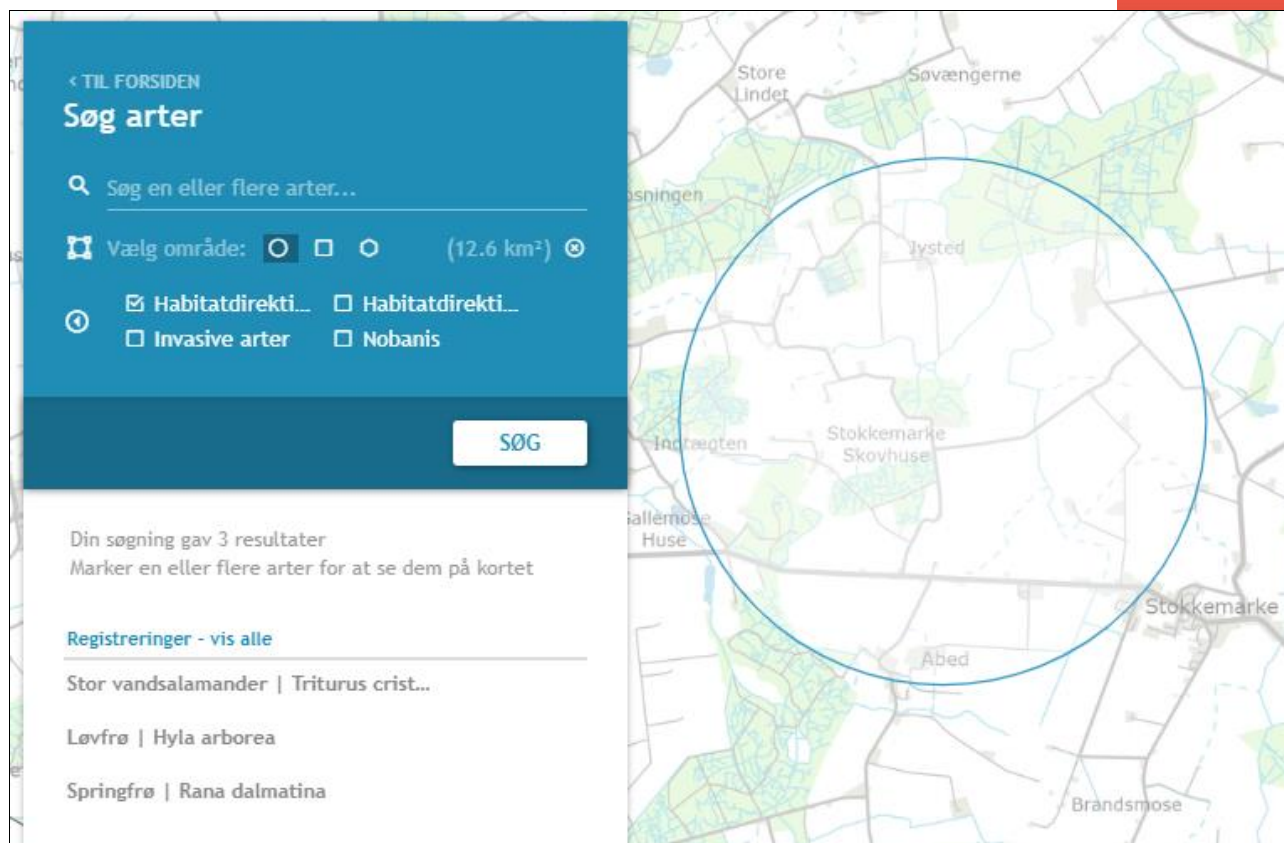 ‹ TIL FORSIDEN
Søg arter
Søg en eller flere arter...
Vælg område:
(12.6 km²)
Habitatdirekti...
Habitatdirekti...
Invasive arter
Nobanis
SØG
Din søgning gav 3 resultater
Marker en eller flere arter for at se dem på kortet
Registreringer - vis alle
Stor vandsalamander | Triturus crist...
Løvfrø | Hyla arborea
Springfrø | Rana dalmatina
Store
Lindet
Søvængerne
Jysted
Indtægten
Stokkemarke
Skovhuse
Huse
Stokkemarke
Abed
Brandsmose